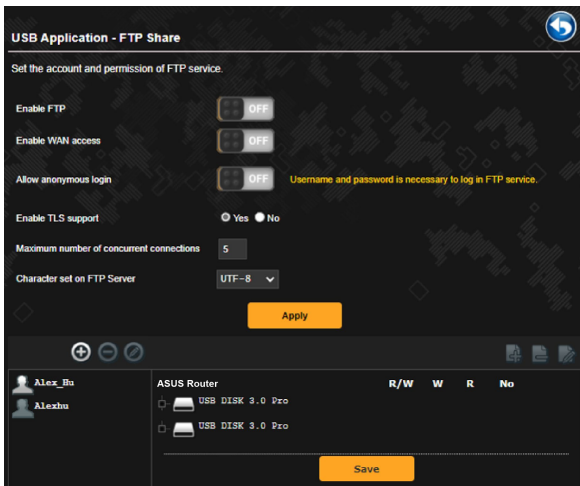 USB Application - FTP Share
Set the account and permission of FTP service.
Enable FTP OFF
Enable WAN access OFF
Allow anonymous login OFF Username and password is necessary to log in FTP service.
Enable TLS support Yes No
Maximum number of concurrent connections 5
Character set on FTP Server UTF-8
Apply
Alex_Hu ASUS Router R/W W R No
Alexhu USB DISK 3.0 Pro
USB DISK 3.0 Pro
Save